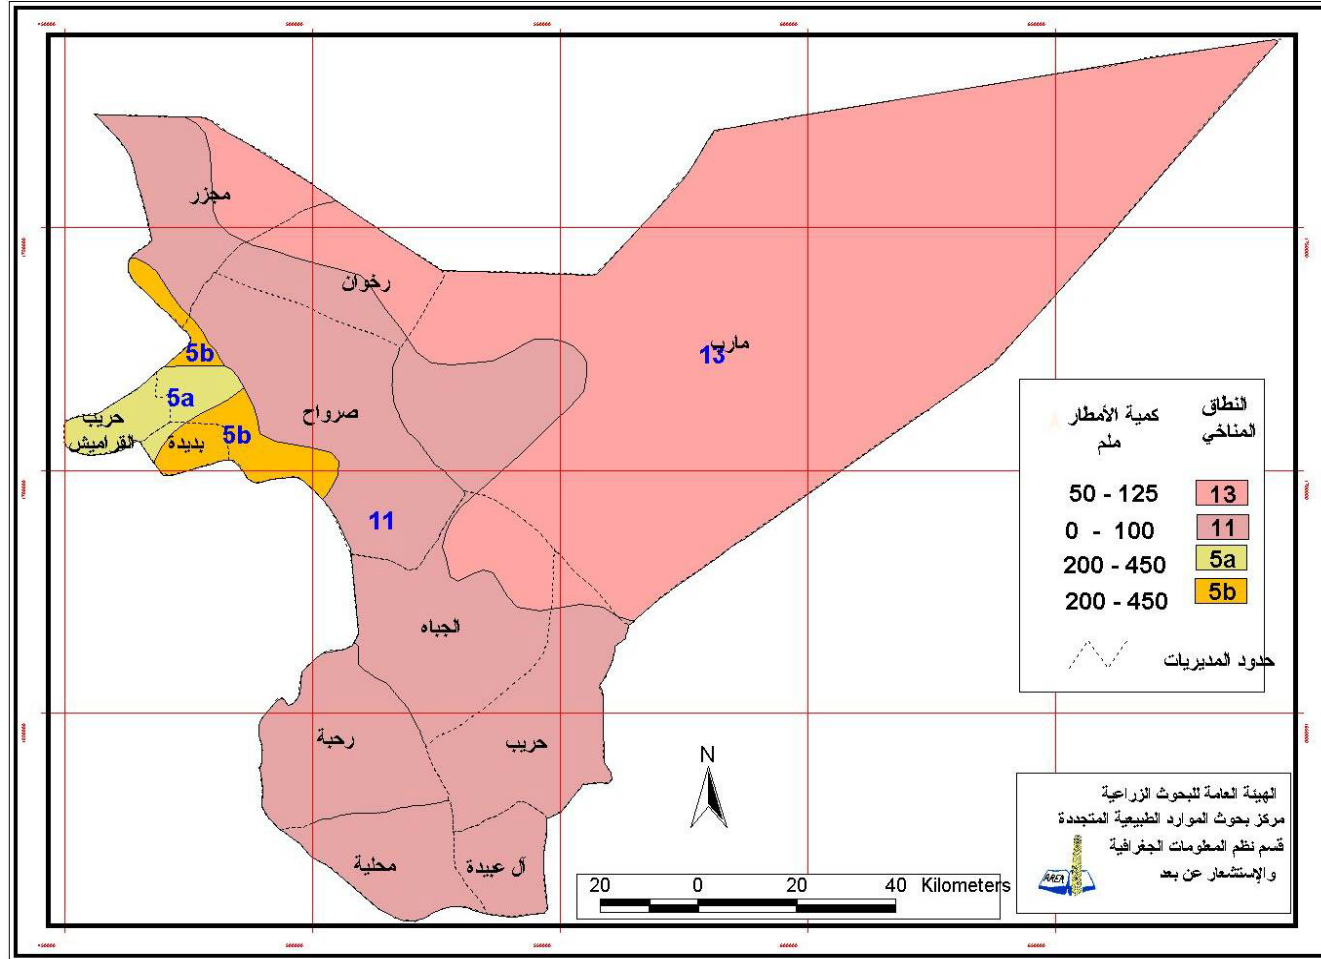 مجزر
رغوان
مارب
13
5b
5a
صرواح
حريب
القراميش
بديدة
5b
11
الجباه
رحبة
حريب
محلية
آل عبيدة
النطاق
المناخي
كمية الأمطار
ملم
13
50 - 125
11
0 - 100
5a
200 - 450
5b
200 - 450
حدود المديريات
N
20 0 20 40 Kilometers
الهيئة العامة للبحوث الزراعية
مركز بحوث الموارد الطبيعية المتجددة
قسم نظم المعلومات الجغرافية
والإستشعار عن بعد
AREA